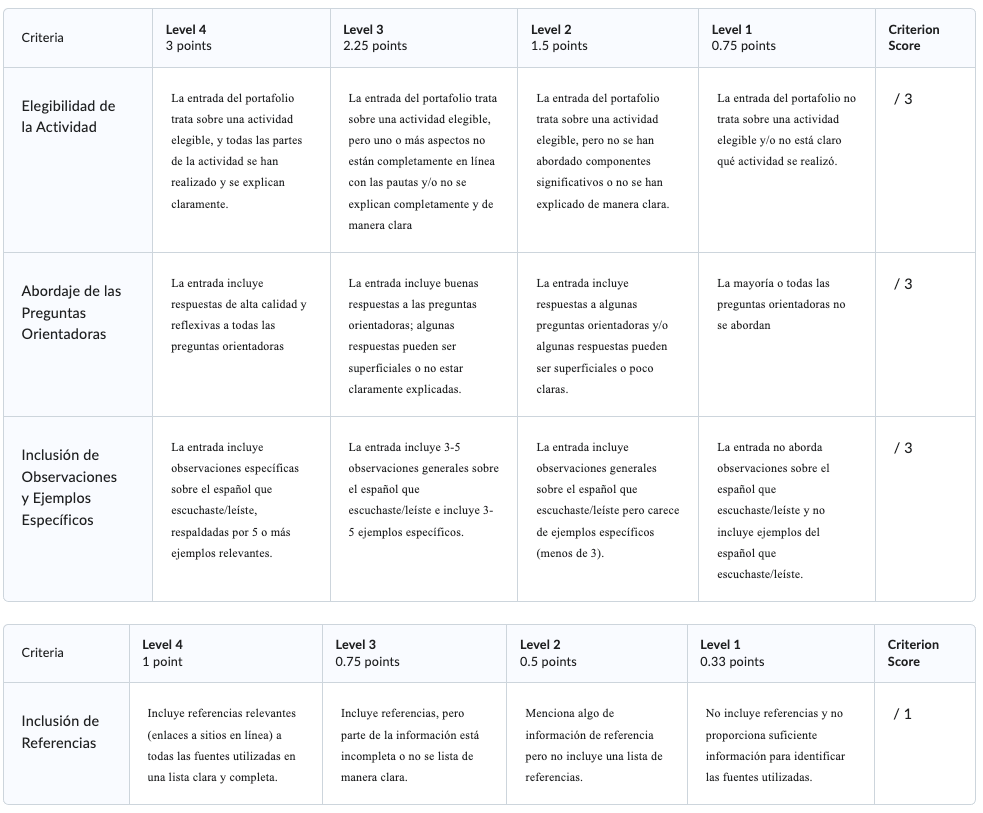 Criteria
Level 4
3 points
Level 3
2.25 points
Level 2
1.5 points
Level 1
0.75 points
Criterion
Score
Elegibilidad de
la Actividad
La entrada del portafolio
trata sobre una actividad
elegible, y todas las partes
de la actividad se han
realizado y se explican
claramente.
La entrada del portafolio trata
sobre una actividad elegible,
pero uno o más aspectos no
están completamente en línea
con las pautas y/o no se
explican completamente y de
manera clara
La entrada del portafolio
trata sobre una actividad
elegible, pero no se han
abordado componentes
significativos o no se han
explicado de manera clara.
La entrada del portafolio no
trata sobre una actividad
elegible y/o no está claro
qué actividad se realizó.
/ 3
Abordaje de las
Preguntas
Orientadoras
La entrada incluye
respuestas de alta calidad y
reflexivas a todas las
preguntas orientadoras
La entrada incluye buenas
respuestas a las preguntas
orientadoras; algunas
respuestas pueden ser
superficiales o no estar
claramente explicadas.
La entrada incluye
respuestas a algunas
preguntas orientadoras y/o
algunas respuestas pueden
ser superficiales o poco
claras.
La mayoría o todas las
preguntas orientadoras no
se abordan
/ 3
Inclusión de
Observaciones
y Ejemplos
Específicos
La entrada incluye
observaciones específicas
sobre el español que
escuchaste/leíste,
respaldadas por 5 o más
ejemplos relevantes.
La entrada incluye 3-5
observaciones generales sobre
el español que
escuchaste/leíste e incluye 3-
5 ejemplos específicos.
La entrada incluye
observaciones generales
sobre el español que
escuchaste/leíste pero carece
de ejemplos específicos
(menos de 3).
La entrada no aborda
observaciones sobre el
español que
escuchaste/leíste y no
incluye ejemplos del
español que
escuchaste/leíste.
/ 3
Criteria
Level 4
1 point
Level 3
0.75 points
Level 2
0.5 points
Level 1
0.33 points
Criterion
Score
Inclusión de
Referencias
Incluye referencias relevantes
(enlaces a sitios en línea) a
todas las fuentes utilizadas en
una lista clara y completa.
Incluye referencias, pero
parte de la información está
incompleta o no se lista de
manera clara.
Menciona algo de
información de referencia
pero no incluye una lista de
referencias.
No incluye referencias y no
proporciona suficiente
información para identificar
las fuentes utilizadas.
/ 1